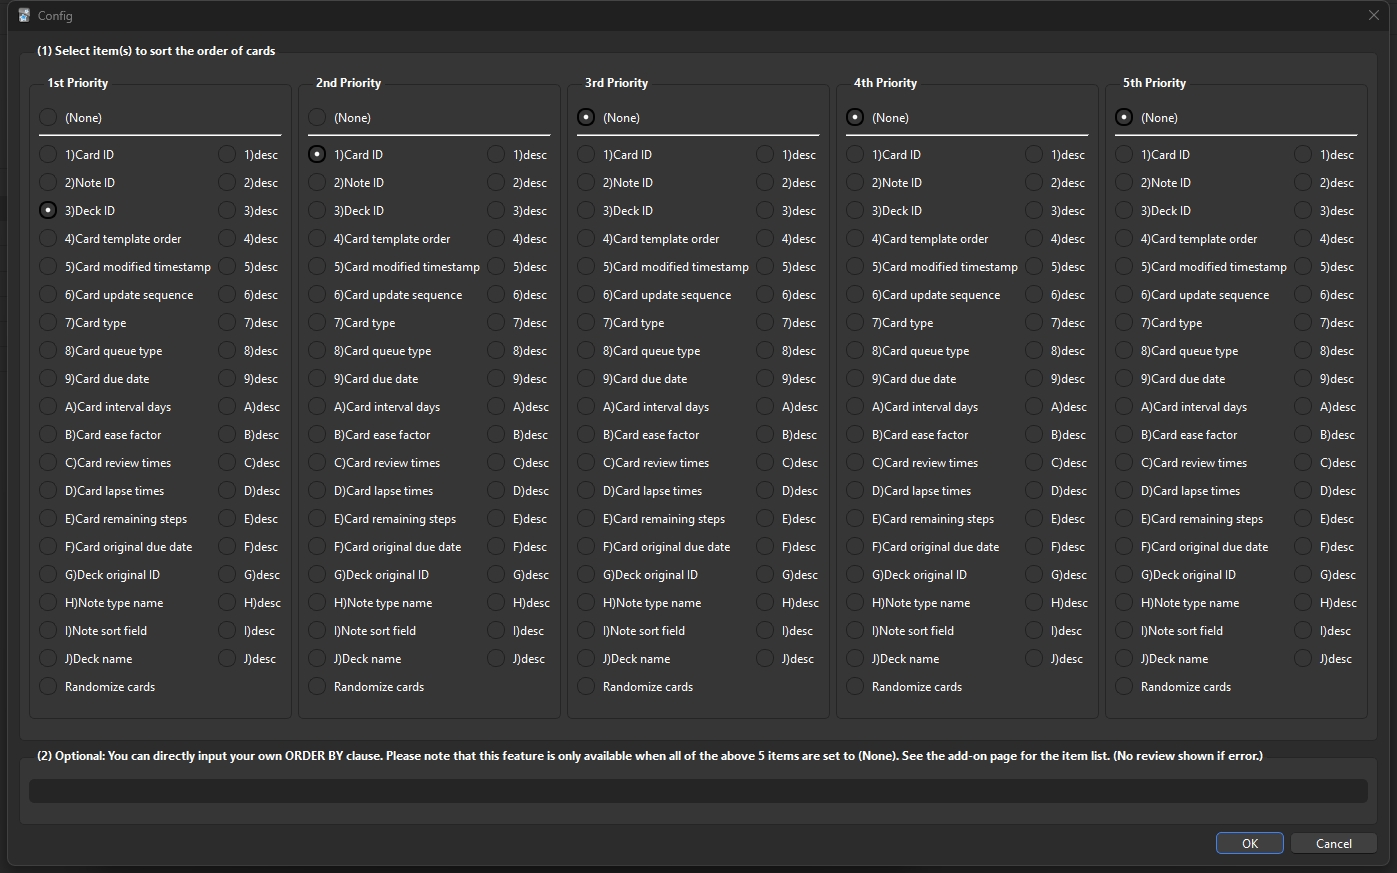 Config
(1) Select item(s) to sort the order of cards
1st Priority 2nd Priority 3rd Priority 4th Priority 5th Priority
(None) (None) (None) (None) (None)
1)Card ID 1)desc 1)Card ID 1)desc 1)Card ID 1)desc 1)Card ID 1)desc 1)Card ID 1)desc
2)Note ID 2)desc 2)Note ID 2)desc 2)Note ID 2)desc 2)Note ID 2)desc 2)Note ID 2)desc
3)Deck ID 3)desc 3)Deck ID 3)desc 3)Deck ID 3)desc 3)Deck ID 3)desc 3)Deck ID 3)desc
4)Card template order 4)desc 4)Card template order 4)desc 4)Card template order 4)desc 4)Card template order 4)desc 4)Card template order 4)desc
5)Card modified timestamp 5)desc 5)Card modified timestamp 5)desc 5)Card modified timestamp 5)desc 5)Card modified timestamp 5)desc 5)Card modified timestamp 5)desc
6)Card update sequence 6)desc 6)Card update sequence 6)desc 6)Card update sequence 6)desc 6)Card update sequence 6)desc 6)Card update sequence 6)desc
7)Card type 7)desc 7)Card type 7)desc 7)Card type 7)desc 7)Card type 7)desc 7)Card type 7)desc
8)Card queue type 8)desc 8)Card queue type 8)desc 8)Card queue type 8)desc 8)Card queue type 8)desc 8)Card queue type 8)desc
9)Card due date 9)desc 9)Card due date 9)desc 9)Card due date 9)desc 9)Card due date 9)desc 9)Card due date 9)desc
A)Card interval days A)desc A)Card interval days A)desc A)Card interval days A)desc A)Card interval days A)desc A)Card interval days A)desc
B)Card ease factor B)desc B)Card ease factor B)desc B)Card ease factor B)desc B)Card ease factor B)desc B)Card ease factor B)desc
C)Card review times C)desc C)Card review times C)desc C)Card review times C)desc C)Card review times C)desc C)Card review times C)desc
D)Card lapse times D)desc D)Card lapse times D)desc D)Card lapse times D)desc D)Card lapse times D)desc D)Card lapse times D)desc
E)Card remaining steps E)desc E)Card remaining steps E)desc E)Card remaining steps E)desc E)Card remaining steps E)desc E)Card remaining steps E)desc
F)Card original due date F)desc F)Card original due date F)desc F)Card original due date F)desc F)Card original due date F)desc F)Card original due date F)desc
G)Deck original ID G)desc G)Deck original ID G)desc G)Deck original ID G)desc G)Deck original ID G)desc G)Deck original ID G)desc
H)Note type name H)desc H)Note type name H)desc H)Note type name H)desc H)Note type name H)desc H)Note type name H)desc
I)Note sort field I)desc I)Note sort field I)desc I)Note sort field I)desc I)Note sort field I)desc I)Note sort field I)desc
J)Deck name J)desc J)Deck name J)desc J)Deck name J)desc J)Deck name J)desc J)Deck name J)desc
Randomize cards Randomize cards Randomize cards Randomize cards Randomize cards
(2) Optional: You can directly input your own ORDER BY clause. Please note that this feature is only available when all of the above 5 items are set to (None). See the add-on page for the item list. (No review shown if error.)
OK Cancel